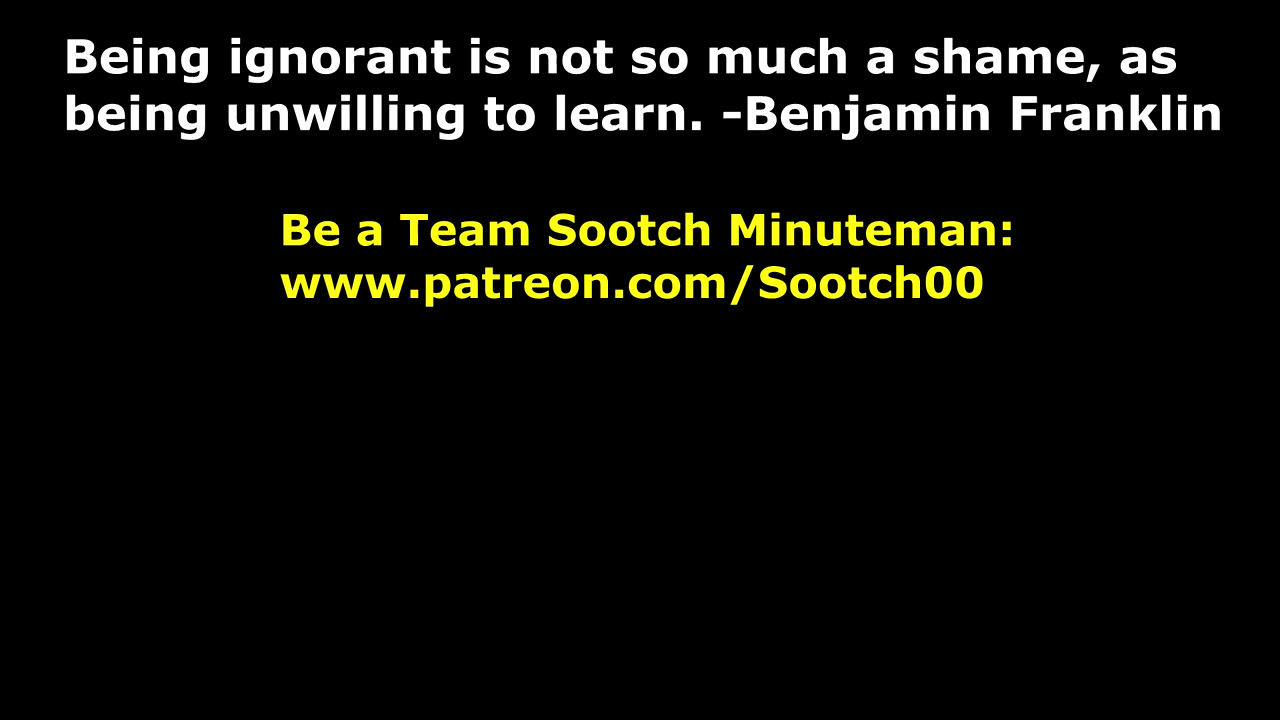 Being ignorant is not so much a shame, as
being unwilling to learn. -Benjamin Franklin
Be a Team Sootch Minuteman:
www.patreon.com/Sootch00